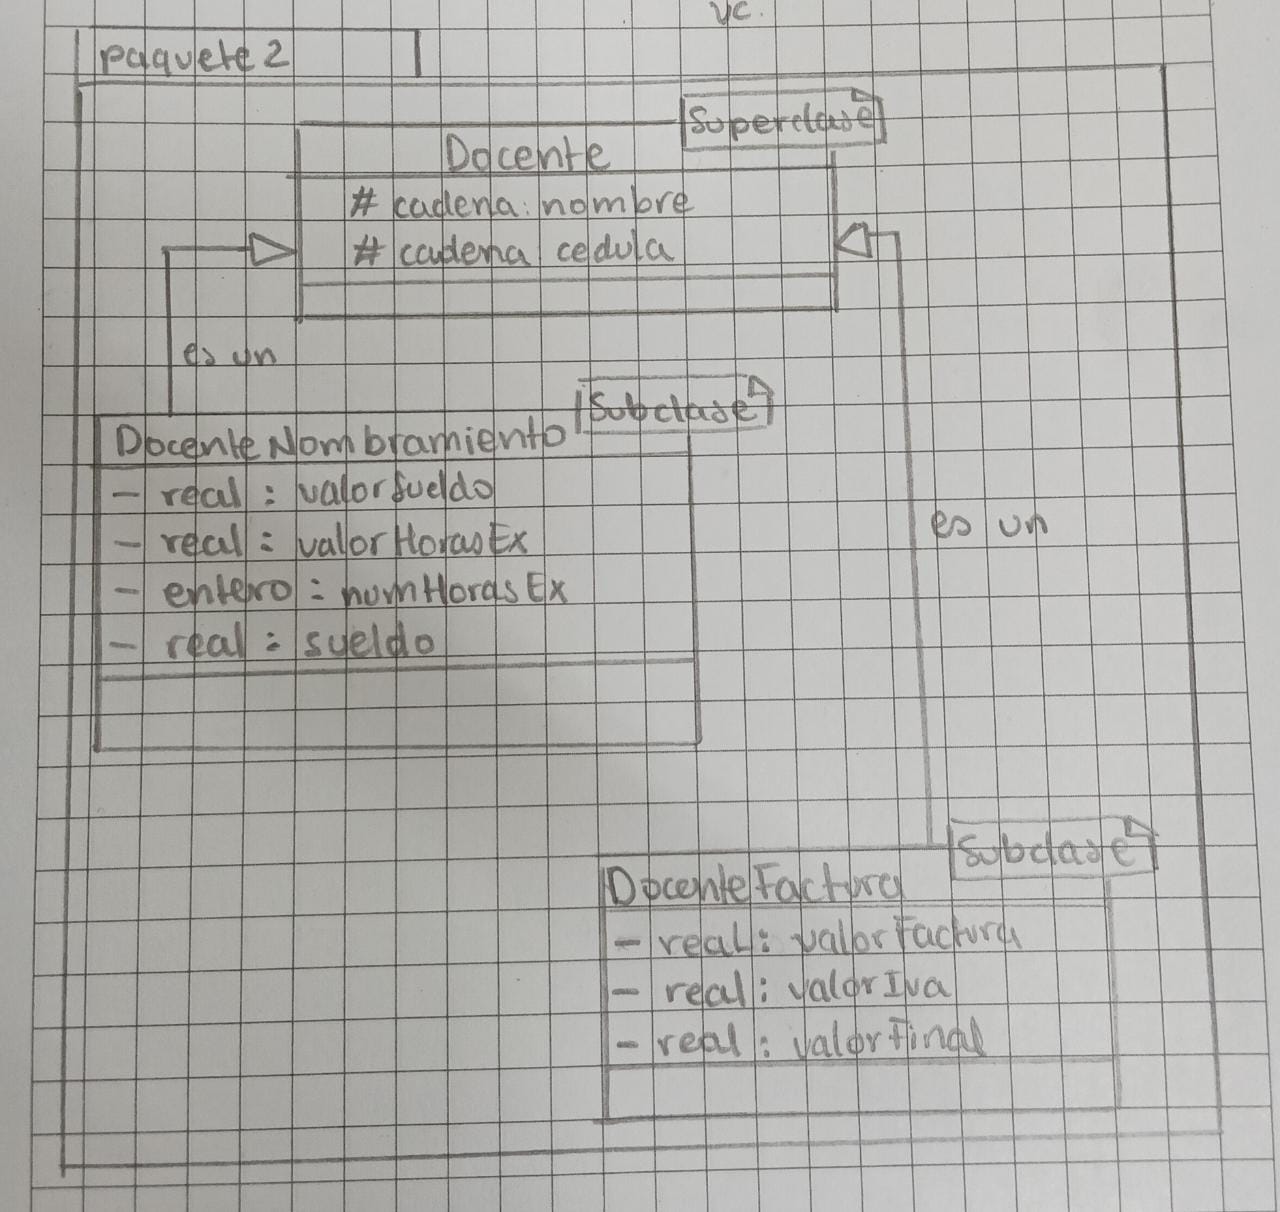 yc.
paquete 2
Superclase
Docente
# cadena: nombre
# cadena cedula
es un
Subclase
DocenteNombramiento
- real : valorSueldo
- real : valorHorasEx
- entero : numHorasEx
- real : sueldo
es un
Subclase
DocenteFactura
- real : valorFactura
- real : valorIva
- real : valorFinal